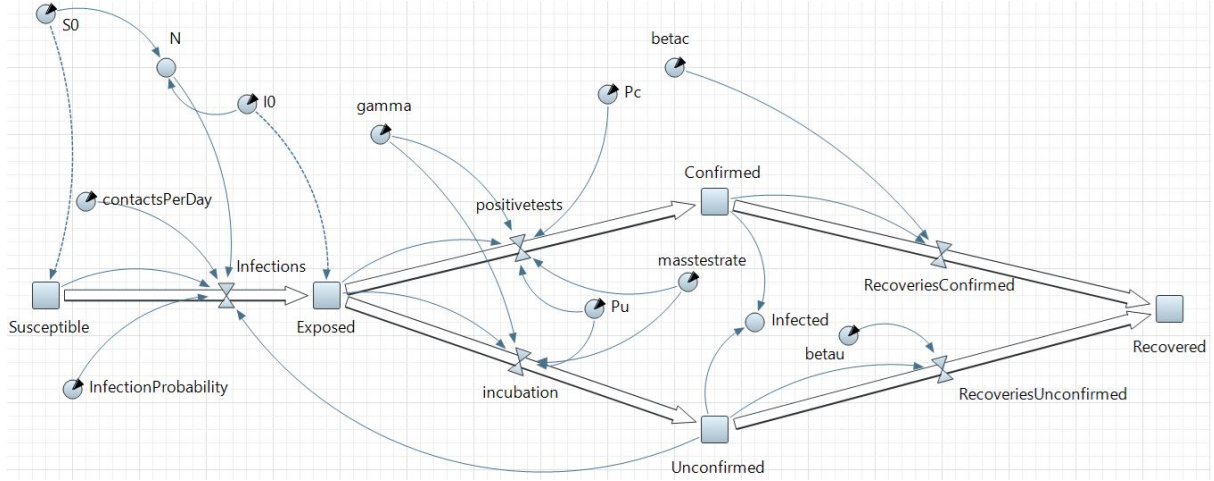 S0
N
betac
I0
Pc
gamma
Confirmed
contactsPerDay
positivetests
masstestrate
Infections
RecoveriesConfirmed
Pu
Infected
Susceptible
Exposed
Recovered
betau
InfectionProbability
incubation
RecoveriesUnconfirmed
Unconfirmed